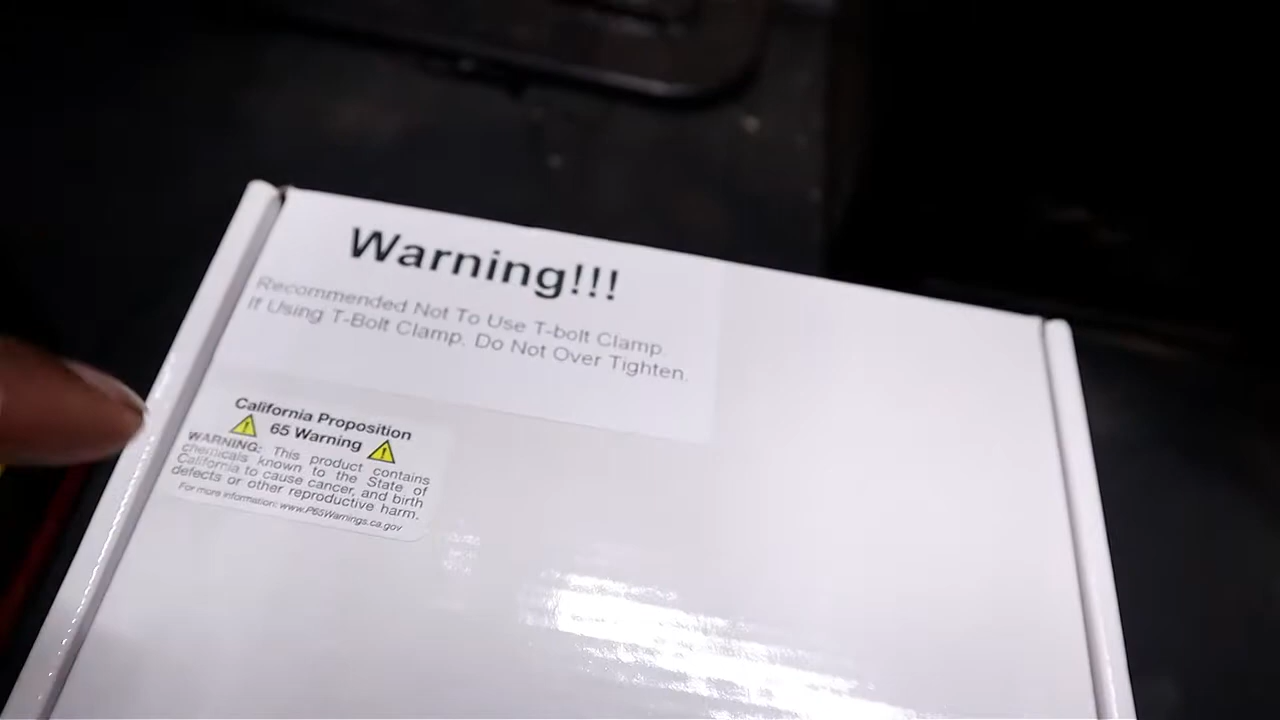 Warning!!!
Recommended Not To Use T-bolt Clamp.
If Using T-Bolt Clamp, Do Not Over Tighten.
California Proposition
65 Warning
WARNING: This product contains
chemicals known to the State of
California to cause cancer, and birth
defects or other reproductive harm.
For more information: www.P65Warnings.ca.gov